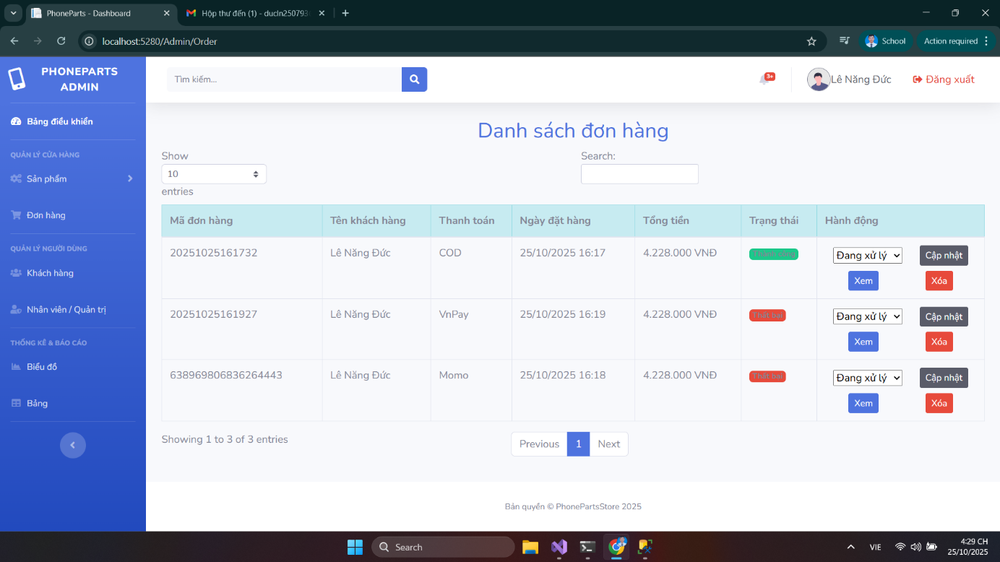 PhoneParts - Dashboard
Hộp thư đến (1) - ducln250793
localhost:5280/Admin/Order
School
Action required
PHONEPARTS
ADMIN
Tìm kiếm...
3+
Lê Năng Đức
Đăng xuất
Bảng điều khiển
QUẢN LÝ CỬA HÀNG
Sản phẩm
Đơn hàng
QUẢN LÝ NGƯỜI DÙNG
Khách hàng
Nhân viên / Quản trị
THỐNG KÊ & BÁO CÁO
Biểu đồ
Bảng
Danh sách đơn hàng
Show
10
entries
Search:
Mã đơn hàng Tên khách hàng Thanh toán Ngày đặt hàng Tổng tiền Trạng thái Hành động
20251025161732 Lê Năng Đức COD 25/10/2025 16:17 4.228.000 VNĐ Đang xử lý Cập nhật
Xem Xóa
20251025161927 Lê Năng Đức VnPay 25/10/2025 16:19 4.228.000 VNĐ Thất bại Đang xử lý Cập nhật
Xem Xóa
638969806836264443 Lê Năng Đức Momo 25/10/2025 16:18 4.228.000 VNĐ Thất bại Đang xử lý Cập nhật
Xem Xóa
Showing 1 to 3 of 3 entries
Previous 1 Next
Bản quyền © PhonePartsStore 2025
Search
VIE
4:29 CH
25/10/2025